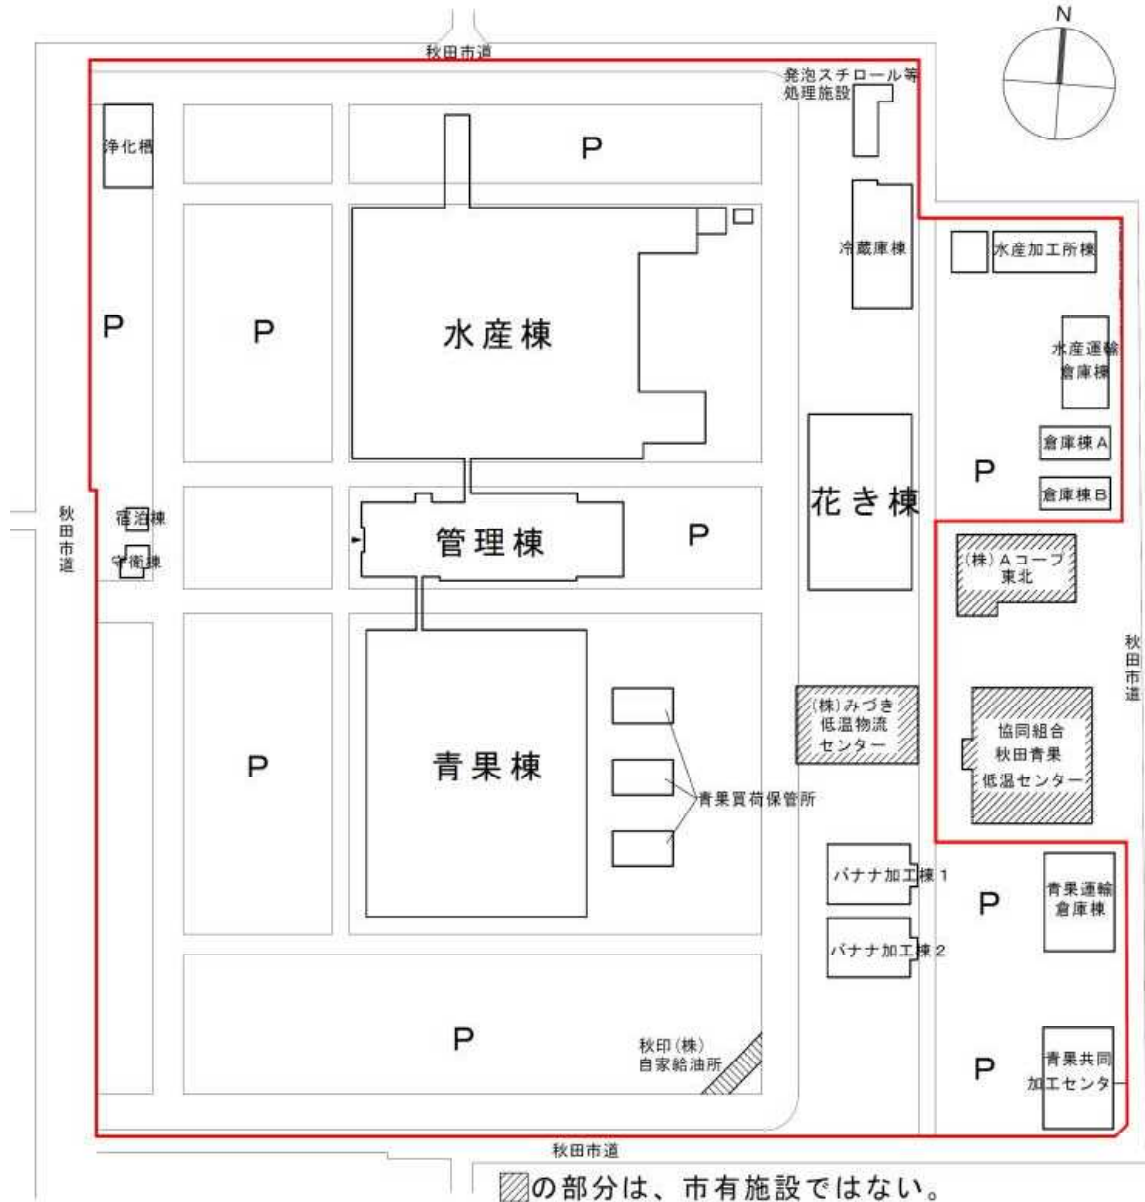 秋田市道
N
発泡スチロール等
処理施設
浄化槽
P
冷蔵庫棟
水産加工所棟
P
P
水産棟
水産運輸
倉庫棟
倉庫棟A
P
倉庫棟B
花き棟
秋田市道
宿泊棟
守衛棟
管理棟
P
(株)Aコープ
東北
秋田市道
(株)みづき
低温物流
センター
協同組合
秋田青果
低温センター
P
青果棟
青果買荷保管所
バナナ加工棟1
P
青果運輸
倉庫棟
バナナ加工棟2
P
秋印(株)
自家給油所
P
青果共同
加工センター
秋田市道
の部分は、市有施設ではない。